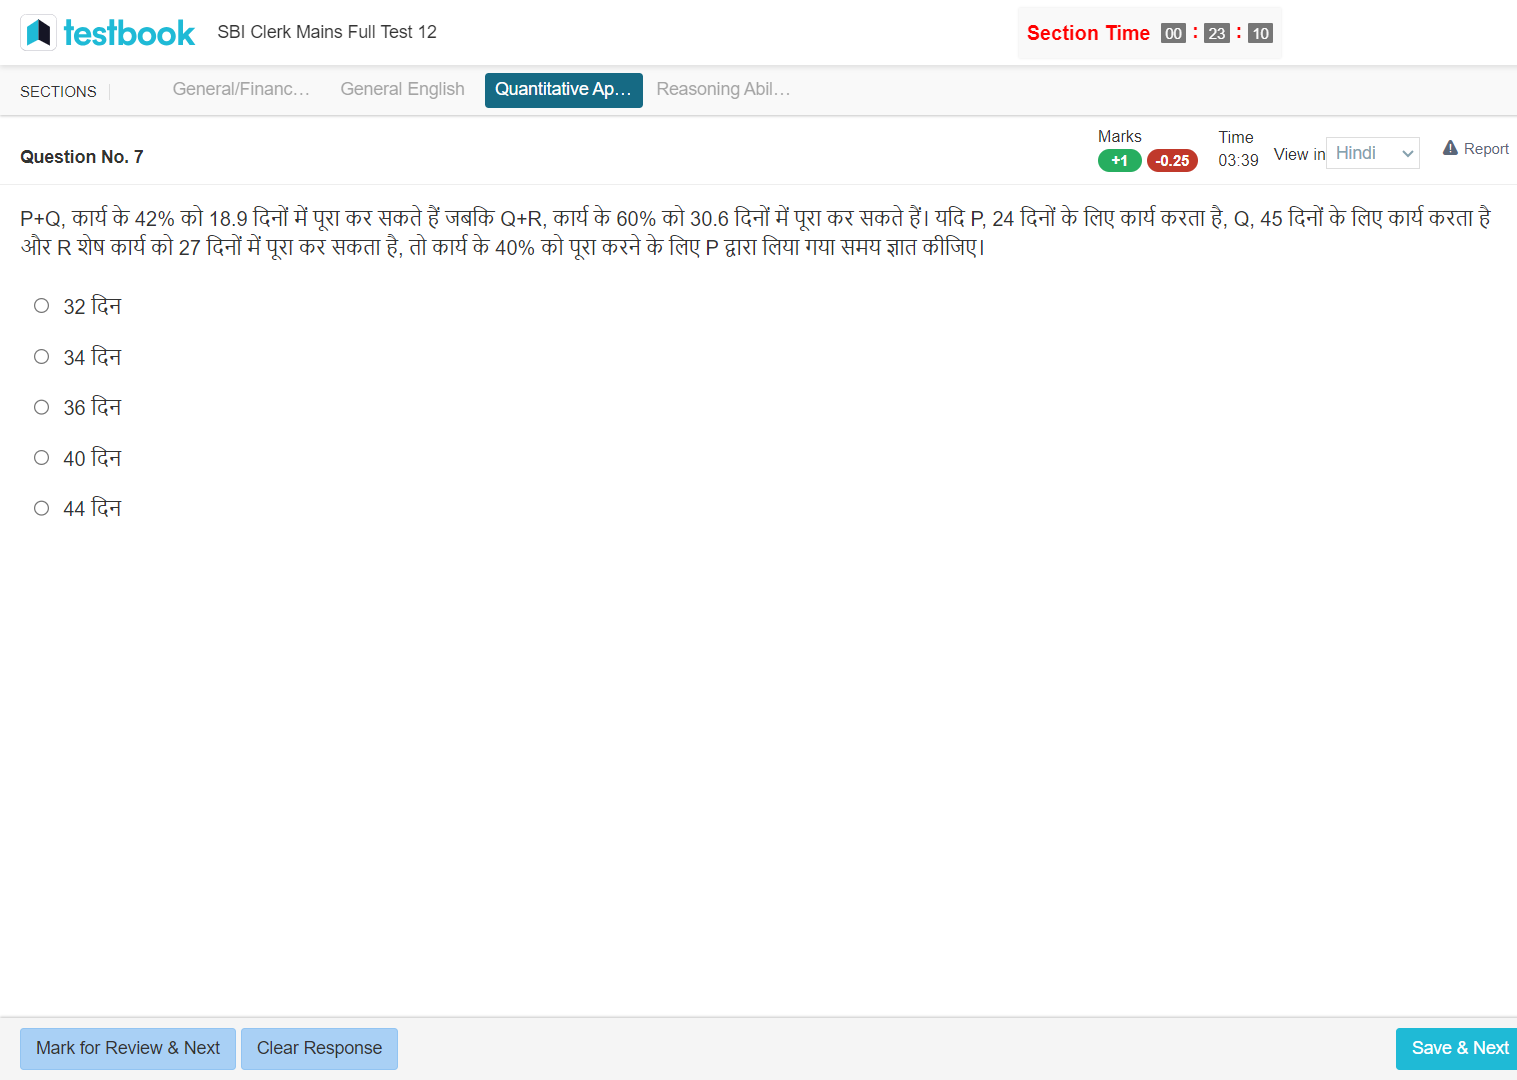 testbook SBI Clerk Mains Full Test 12 Section Time 00 : 23 : 10
SECTIONS General/Financ... General English Quantitative Ap... Reasoning Abil...
Question No. 7 Marks +1 -0.25 Time 03:39 View in Hindi Report
P+Q, कार्य के 42% को 18.9 दिनों में पूरा कर सकते हैं जबकि Q+R, कार्य के 60% को 30.6 दिनों में पूरा कर सकते हैं। यदि P, 24 दिनों के लिए कार्य करता है, Q, 45 दिनों के लिए कार्य करता है
और R शेष कार्य को 27 दिनों में पूरा कर सकता है, तो कार्य के 40% को पूरा करने के लिए P द्वारा लिया गया समय ज्ञात कीजिए।
32 दिन
34 दिन
36 दिन
40 दिन
44 दिन
Mark for Review & Next Clear Response Save & Next